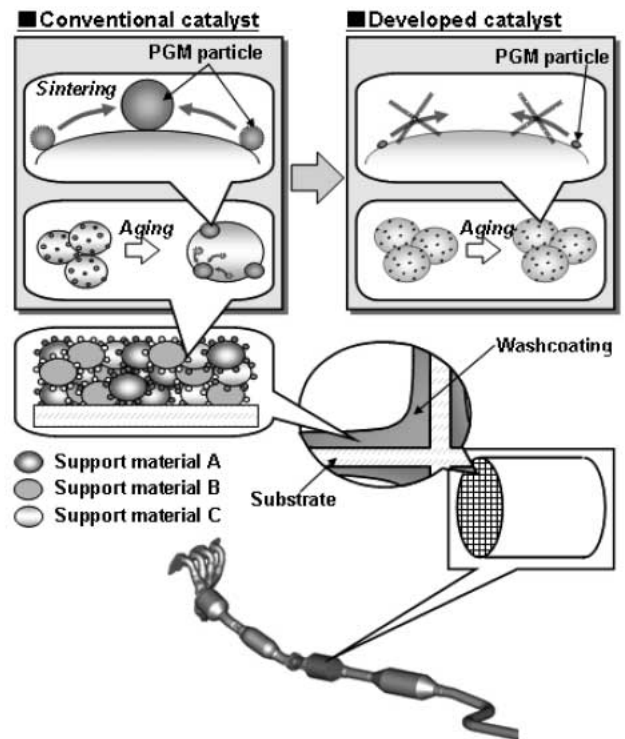 ■Conventional catalyst
■Developed catalyst
PGM particle
Sintering
PGM particle
Aging
Aging
Washcoating
Substrate
Support material A
Support material B
Support material C